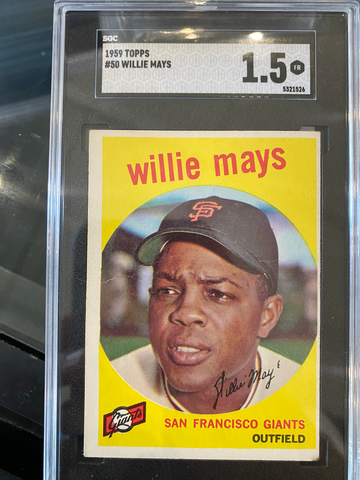 SGC
1959 TOPPS
#50 WILLIE MAYS
1.5
FR
5321526
willie mays
SF
Willie Mays
Giants
SAN FRANCISCO GIANTS
OUTFIELD